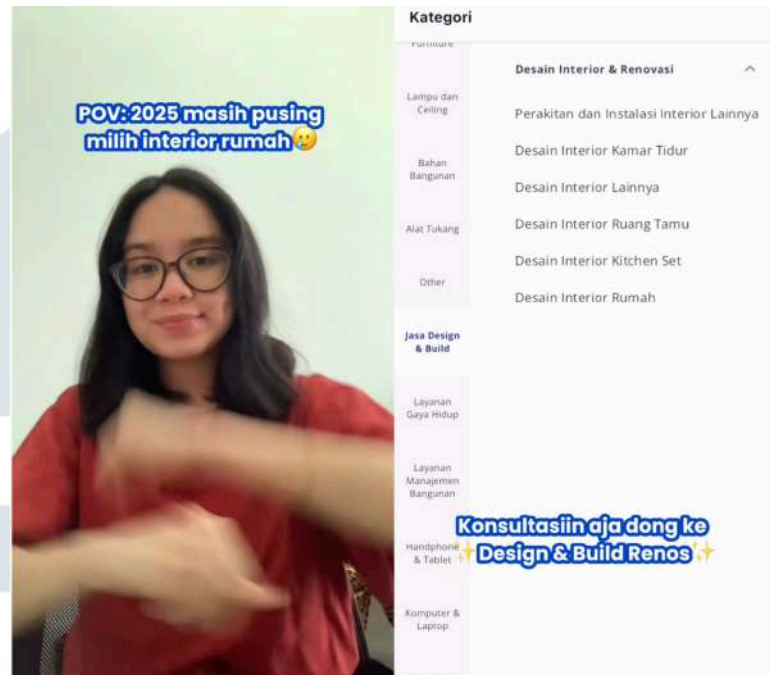 POV: 2025 masih pusing
milih interior rumah🥲
Kategori
Furniture
Lampu dan
Ceiling
Bahan
Bangunan
Alat Tukang
Other
Jasa Design
& Build
Layanan
Gaya Hidup
Layanan
Manajemen
Bangunan
Handphone
& Tablet
Komputer &
Laptop
Desain Interior & Renovasi
Perakitan dan Instalasi Interior Lainnya
Desain Interior Kamar Tidur
Desain Interior Lainnya
Desain Interior Ruang Tamu
Desain Interior Kitchen Set
Desain Interior Rumah
Konsultasiin aja dong ke
✨Design & Build Renos✨